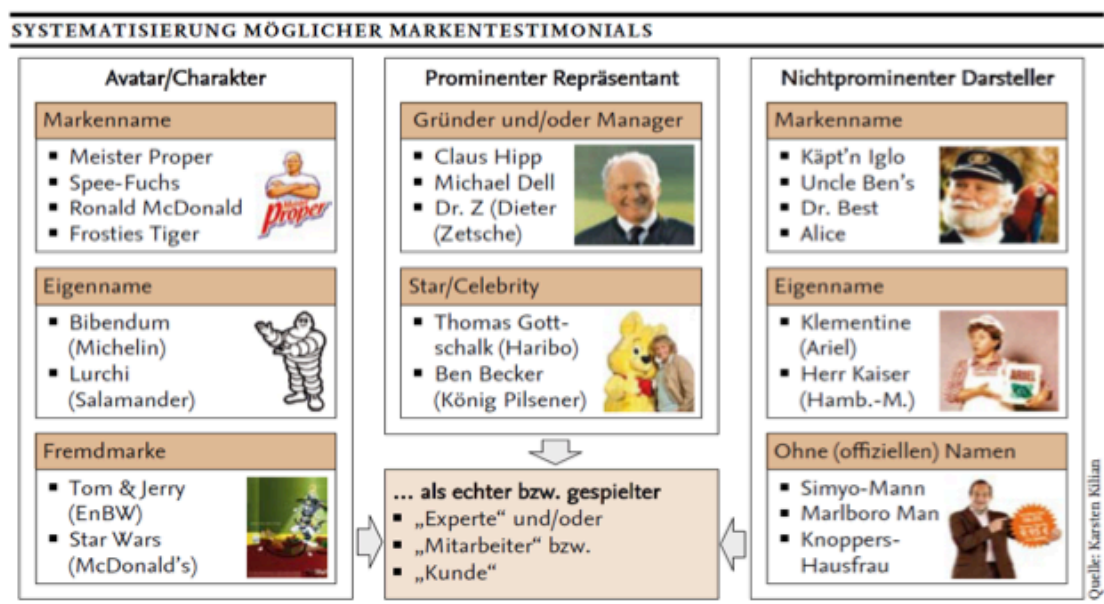 SYSTEMATISIERUNG MÖGLICHER MARKENTESTIMONIALS
Avatar/Charakter
Markenname
▪ Meister Proper
▪ Spee-Fuchs
▪ Ronald McDonald
▪ Frosties Tiger
Meister
Proper
Eigenname
▪ Bibendum
(Michelin)
▪ Lurchi
(Salamander)
Fremdmarke
▪ Tom & Jerry
(EnBW)
▪ Star Wars
(McDonald's)
Prominenter Repräsentant
Gründer und/oder Manager
▪ Claus Hipp
▪ Michael Dell
▪ Dr. Z (Dieter
Zetsche)
Star/Celebrity
▪ Thomas Gott-
schalk (Haribo)
▪ Ben Becker
(König Pilsener)
... als echter bzw. gespielter
▪ „Experte“ und/oder
▪ „Mitarbeiter“ bzw.
▪ „Kunde“
Nichtprominenter Darsteller
Markenname
▪ Käpt'n Iglo
▪ Uncle Ben's
▪ Dr. Best
▪ Alice
Eigenname
▪ Klementine
(Ariel)
▪ Herr Kaiser
(Hamb.-M.)
ARIEL
Ohne (offiziellen) Namen
▪ Simyo-Mann
▪ Marlboro Man
▪ Knoppers-
Hausfrau
Quelle: Karsten Kilian